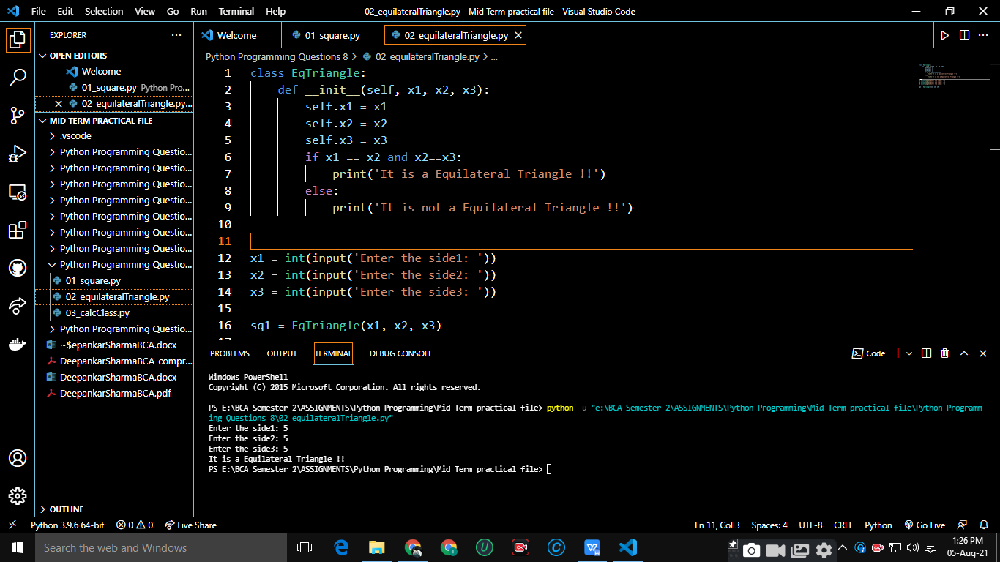 File Edit Selection View Go Run Terminal Help 02_equilateralTriangle.py - Mid Term practical file - Visual Studio Code
EXPLORER
OPEN EDITORS
Welcome
01_square.py Python Pro...
02_equilateralTriangle.py...
MID TERM PRACTICAL FILE
.vscode
Python Programming Questio...
Python Programming Questio...
Python Programming Questio...
Python Programming Questio...
Python Programming Questio...
Python Programming Questio...
Python Programming Questio...
Python Programming Questio...
01_square.py
02_equilateralTriangle.py
03_calcClass.py
Python Programming Questio...
~$epankarSharmaBCA.docx
DeepankarSharmaBCA-compr...
DeepankarSharmaBCA.docx
DeepankarSharmaBCA.pdf
OUTLINE
Welcome 01_square.py 02_equilateralTriangle.py
Python Programming Questions 8 > 02_equilateralTriangle.py > ...
1 class EqTriangle:
2 def __init__(self, x1, x2, x3):
3 self.x1 = x1
4 self.x2 = x2
5 self.x3 = x3
6 if x1 == x2 and x2==x3:
7 print('It is a Equilateral Triangle !!')
8 else:
9 print('It is not a Equilateral Triangle !!')
10
11
12 x1 = int(input('Enter the side1: '))
13 x2 = int(input('Enter the side2: '))
14 x3 = int(input('Enter the side3: '))
15
16 sq1 = EqTriangle(x1, x2, x3)
PROBLEMS OUTPUT TERMINAL DEBUG CONSOLE Code
Windows PowerShell
Copyright (C) 2015 Microsoft Corporation. All rights reserved.
PS E:\BCA Semester 2\ASSIGNMENTS\Python Programming\Mid Term practical file> python -u "e:\BCA Semester 2\ASSIGNMENTS\Python Programming\Mid Term practical file\Python Programm
ing Questions 8\02_equilateralTriangle.py"
Enter the side1: 5
Enter the side2: 5
Enter the side3: 5
It is a Equilateral Triangle !!
PS E:\BCA Semester 2\ASSIGNMENTS\Python Programming\Mid Term practical file>
Python 3.9.6 64-bit 0 0 Live Share Ln 11, Col 3 Spaces: 4 UTF-8 CRLF Python Go Live
Search the web and Windows
1:26 PM
05-Aug-21